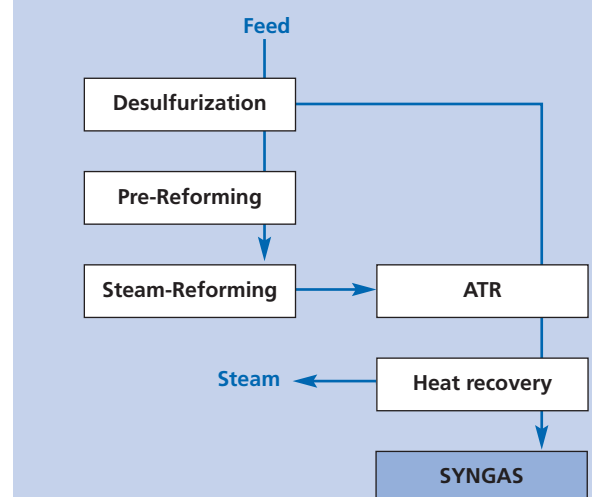 Feed
Desulfurization
Pre-Reforming
Steam-Reforming
ATR
Steam
Heat recovery
SYNGAS